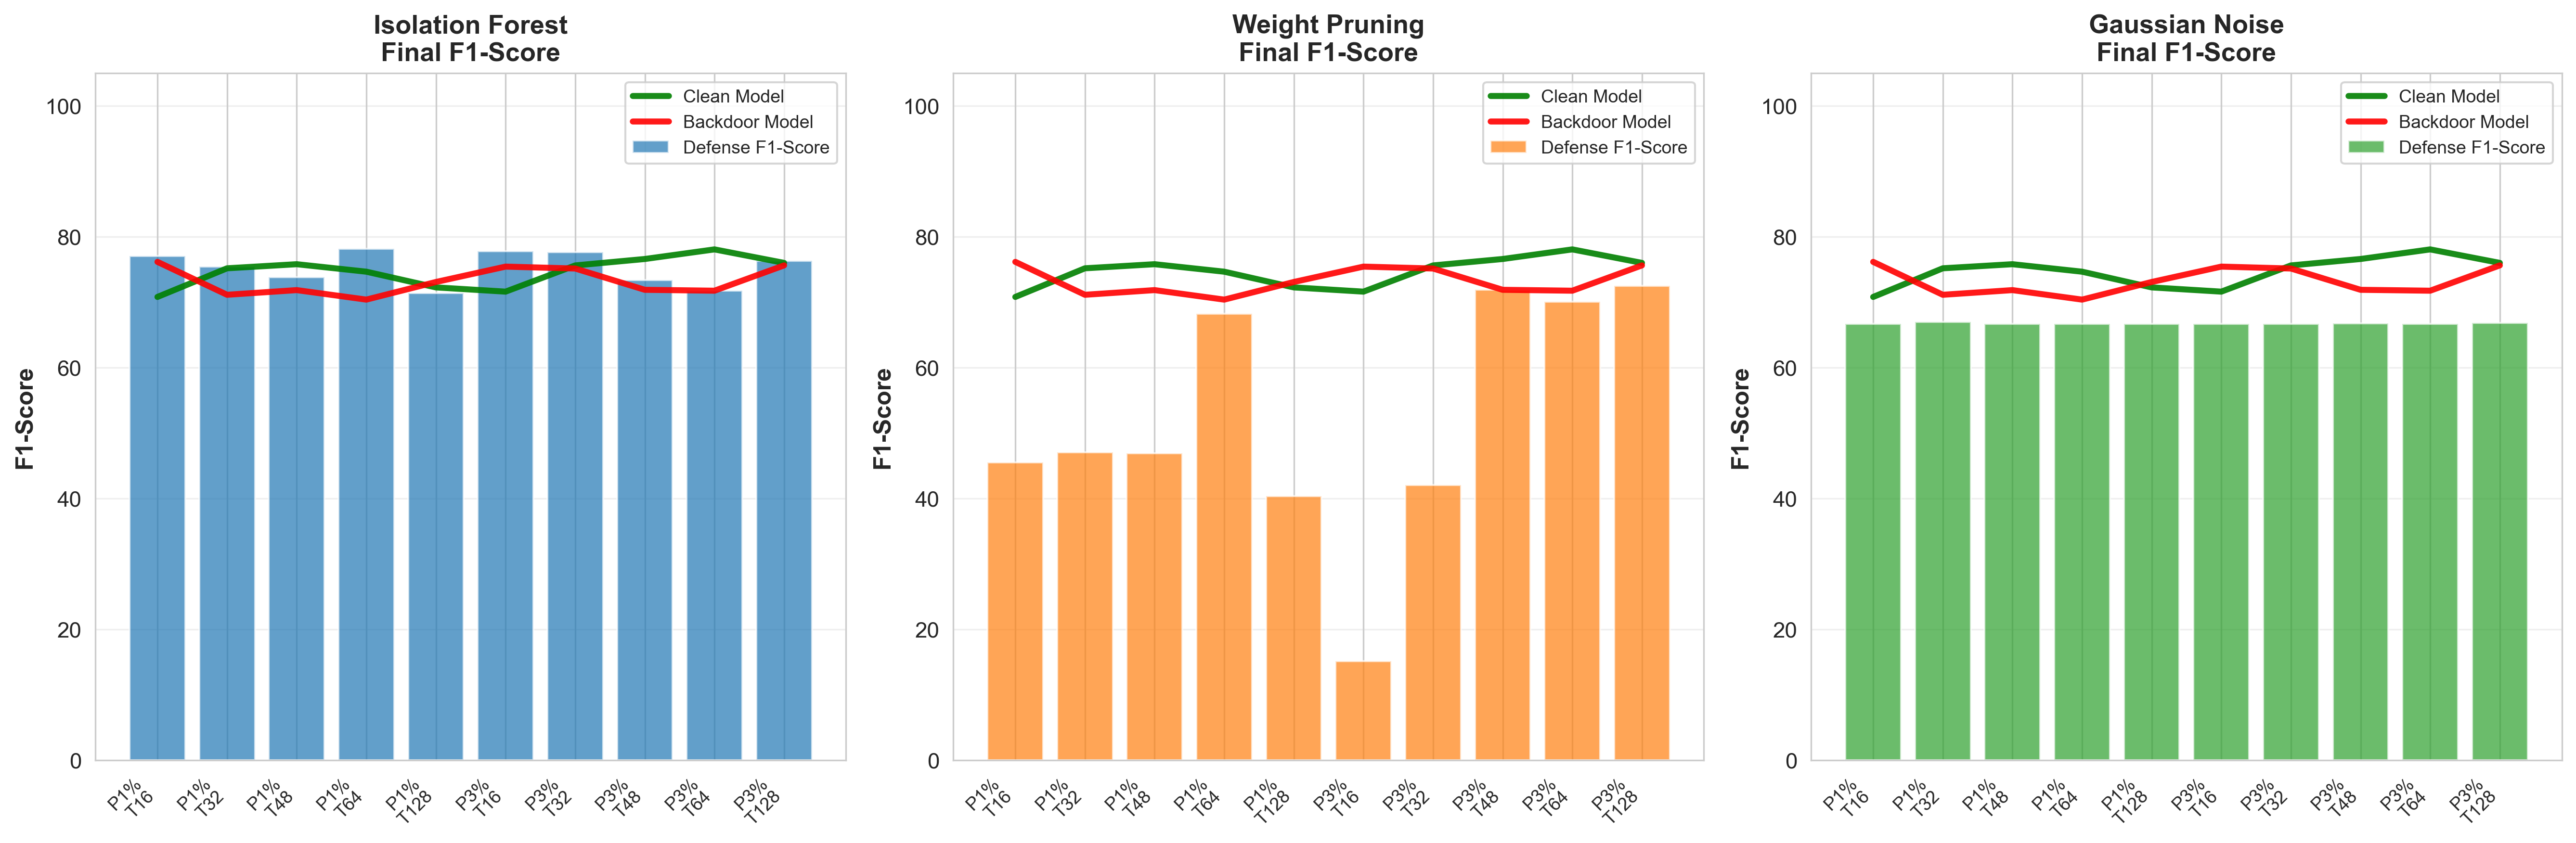 Isolation Forest
Final F1-Score
F1-Score
100
80
60
40
20
0
Clean Model
Backdoor Model
Defense F1-Score
P1%
T16
P1%
T32
P1%
T48
P1%
T64
P1%
T128
P3%
T16
P3%
T32
P3%
T48
P3%
T64
P3%
T128
Weight Pruning
Final F1-Score
F1-Score
100
80
60
40
20
0
Clean Model
Backdoor Model
Defense F1-Score
P1%
T16
P1%
T32
P1%
T48
P1%
T64
P1%
T128
P3%
T16
P3%
T32
P3%
T48
P3%
T64
P3%
T128
Gaussian Noise
Final F1-Score
F1-Score
100
80
60
40
20
0
Clean Model
Backdoor Model
Defense F1-Score
P1%
T16
P1%
T32
P1%
T48
P1%
T64
P1%
T128
P3%
T16
P3%
T32
P3%
T48
P3%
T64
P3%
T128